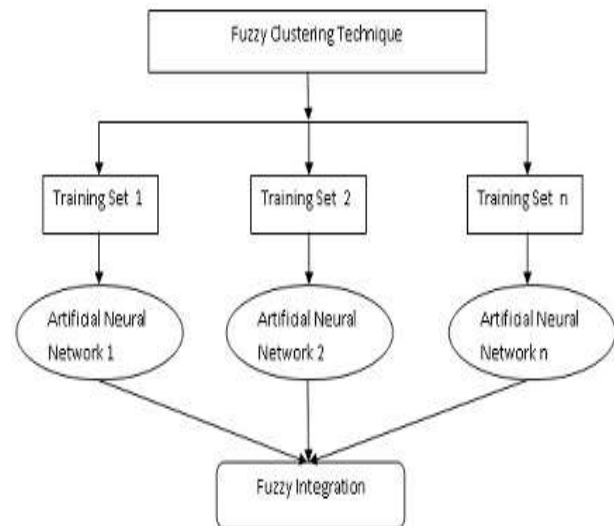 Fuzzy Clustering Technique
Training Set 1
Training Set 2
Training Set n
Artificial Neural
Network 1
Artificial Neural
Network 2
Artificial Neural
Network n
Fuzzy Integration